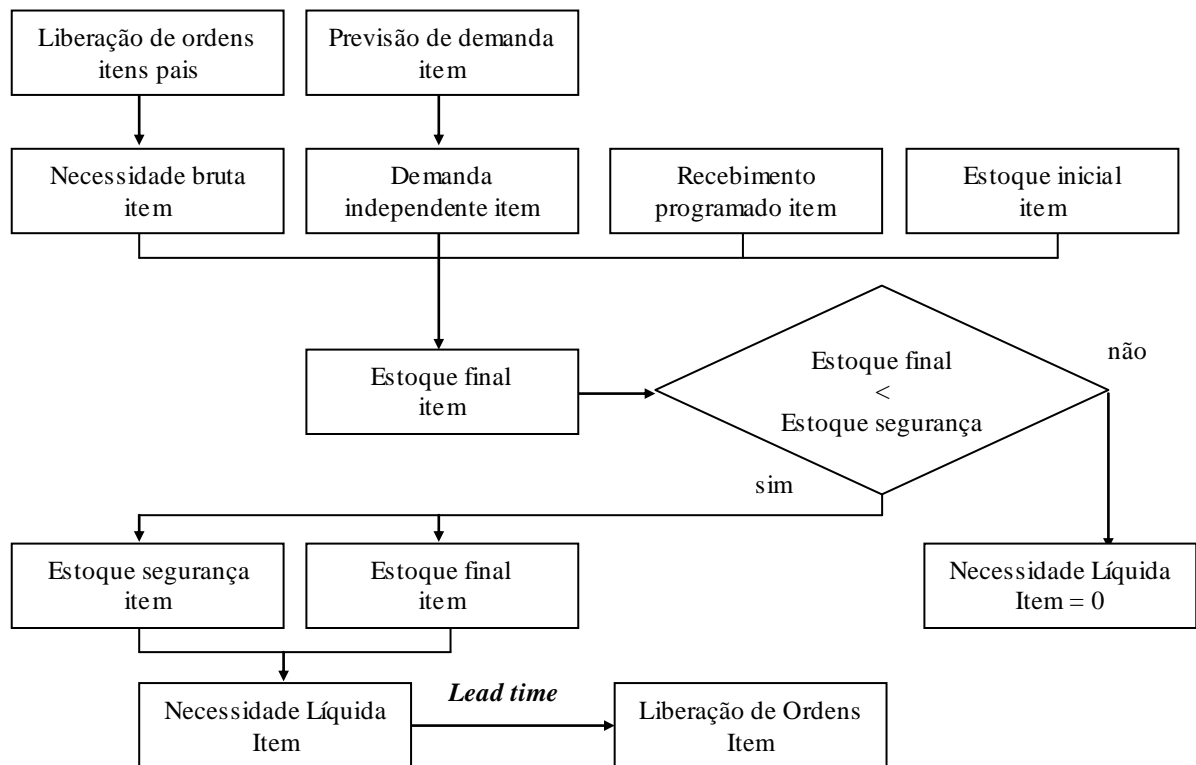 Liberação de ordens
itens pais
Previsão de demanda
item
Necessidade bruta
item
Demanda
independente item
Recebimento
programado item
Estoque inicial
item
Estoque final
item
Estoque final
<
Estoque segurança
não
sim
Estoque segurança
item
Estoque final
item
Necessidade Líquida
Item = 0
Necessidade Líquida
Item
Lead time
Liberação de Ordens
Item